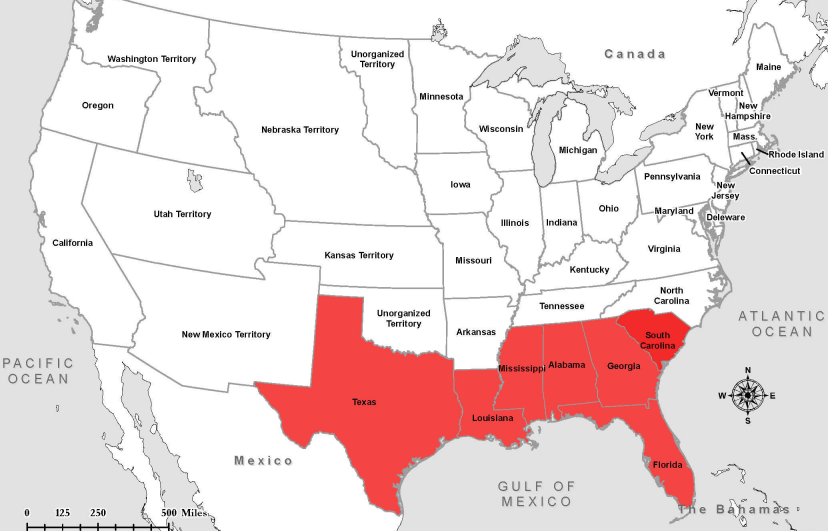 Canada
Washington Territory
Unorganized
Territory
Maine
Oregon
Minnesota
Vermont
New
Hampshire
Nebraska Territory
Wisconsin
Michigan
New
York
Mass.
Rhode Island
Connecticut
Iowa
Pennsylvania
New
Jersey
Utah Territory
Illinois
Indiana
Ohio
Maryland
Deleware
California
Kansas Territory
Missouri
Kentucky
Virginia
North
Carolina
New Mexico Territory
Unorganized
Territory
Arkansas
Tennessee
South
Carolina
ATLANTIC
OCEAN
PACIFIC
OCEAN
Mississippi
Alabama
Georgia
Texas
Louisiana
N
W
E
S
Mexico
Florida
GULF OF
MEXICO
The Bahamas
0 125 250 500 Miles